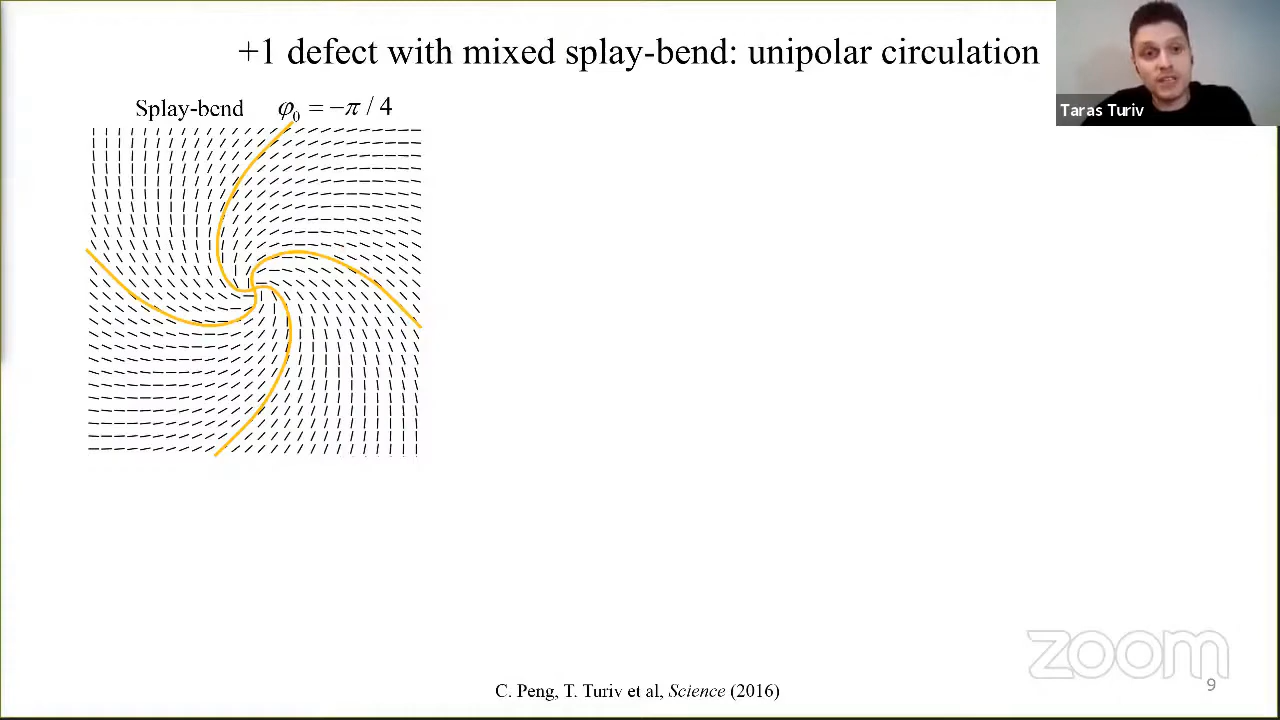 +1 defect with mixed splay-bend: unipolar circulation
Taras Turiv
Splay-bend φ₀ = −π / 4
C. Peng, T. Turiv et al, Science (2016)
zoom
9